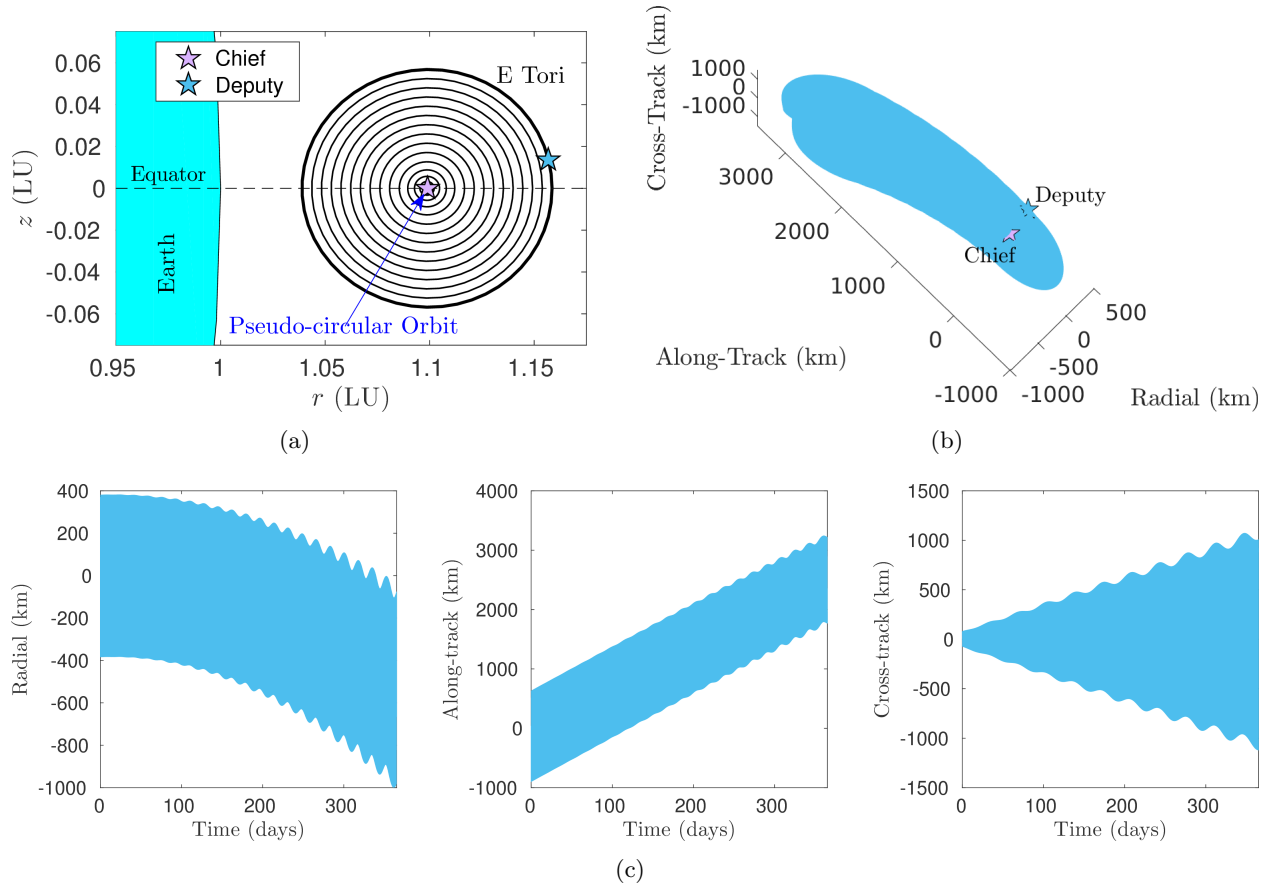 Chief
Deputy
E Tori
Equator
Earth
Pseudo-circular Orbit
0.06
0.04
0.02
0
-0.02
-0.04
-0.06
z (LU)
0.95
1
1.05
1.1
1.15
r (LU)
(a)
Cross-Track (km)
1000
0
-1000
3000
2000
1000
0
-1000
Along-Track (km)
Deputy
Chief
500
0
-500
-1000
Radial (km)
(b)
400
200
0
-200
-400
-600
-800
-1000
Radial (km)
0
100
200
300
Time (days)
4000
3000
2000
1000
0
-1000
Along-track (km)
0
100
200
300
Time (days)
1500
1000
500
0
-500
-1000
-1500
Cross-track (km)
0
100
200
300
Time (days)
(c)